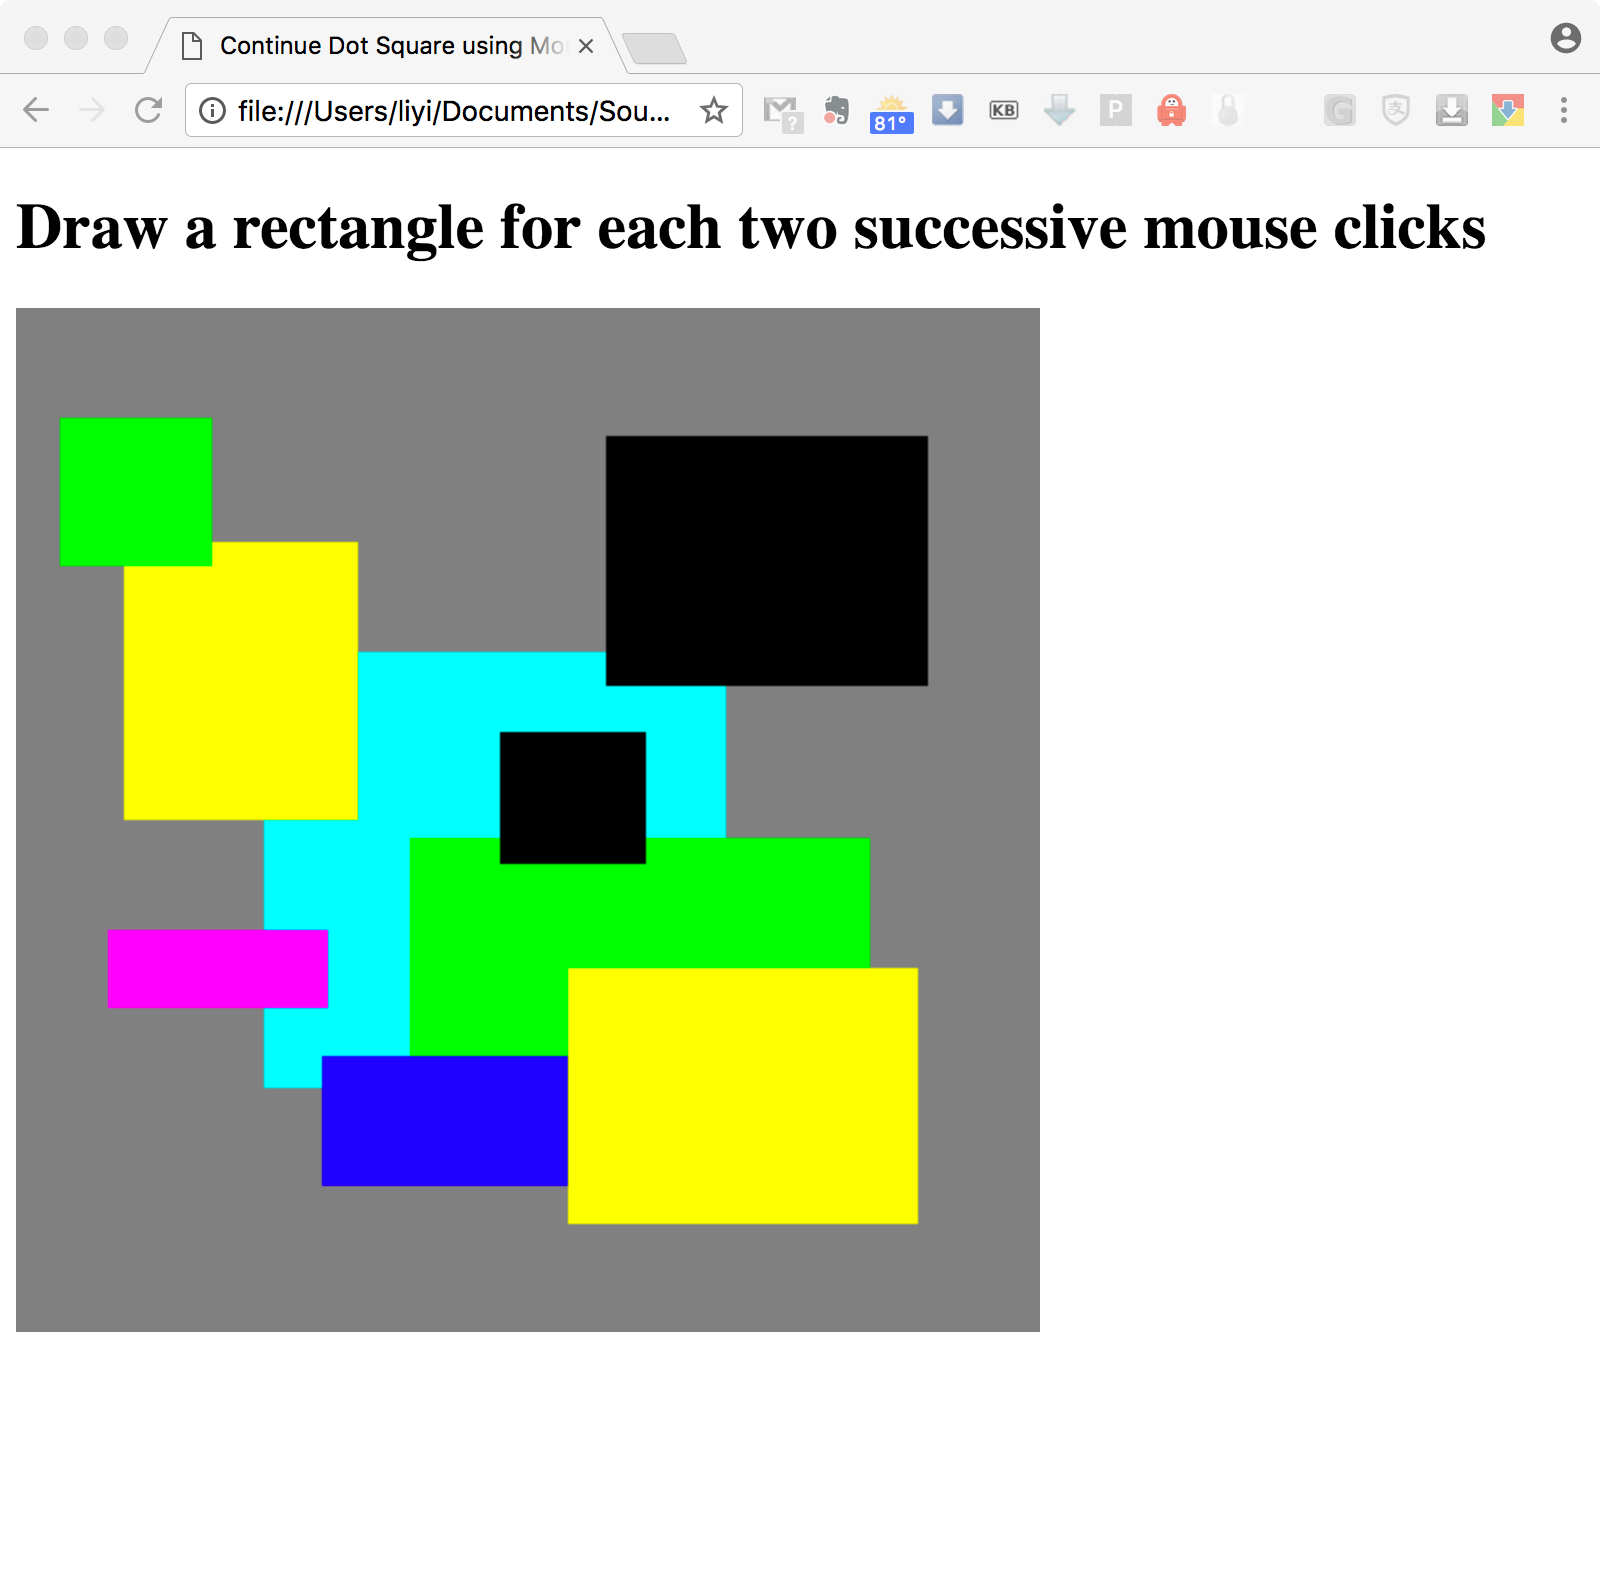 Continue Dot Square using Mo
file:///Users/liyi/Documents/Sou...
?
81°
KB
P
G
支
Draw a rectangle for each two successive mouse clicks